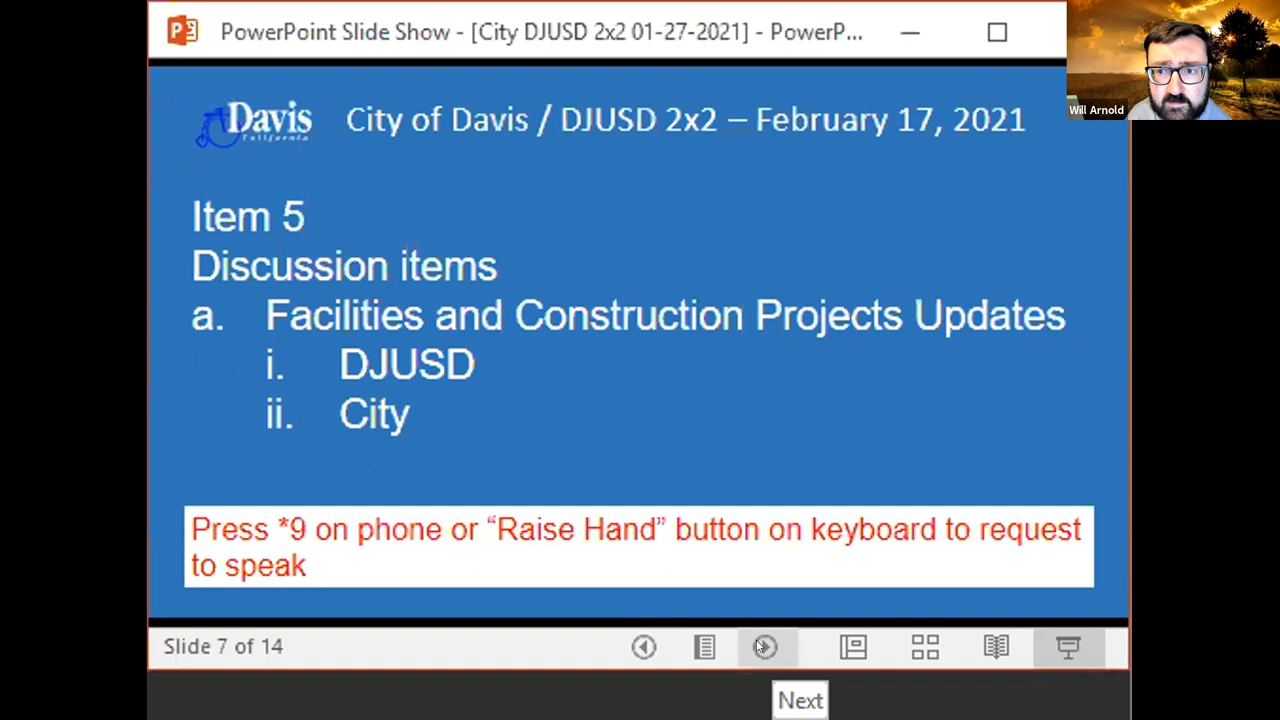 PowerPoint Slide Show - [City DJUSD 2x2 01-27-2021] - PowerP...
Will Arnold
Davis
California
City of Davis / DJUSD 2x2 – February 17, 2021
Item 5
Discussion items
a. Facilities and Construction Projects Updates
i. DJUSD
ii. City
Press *9 on phone or “Raise Hand” button on keyboard to request
to speak
Slide 7 of 14
Next